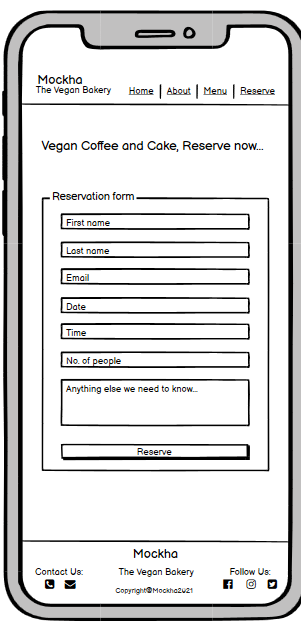 Mockha
The Vegan Bakery
Home | About | Menu | Reserve
Vegan Coffee and Cake, Reserve now...
Reservation form
First name
Last name
Email
Date
Time
No. of people
Anything else we need to know...
Reserve
Mockha
Contact Us: The Vegan Bakery Follow Us:
Copyright@Mockha2021